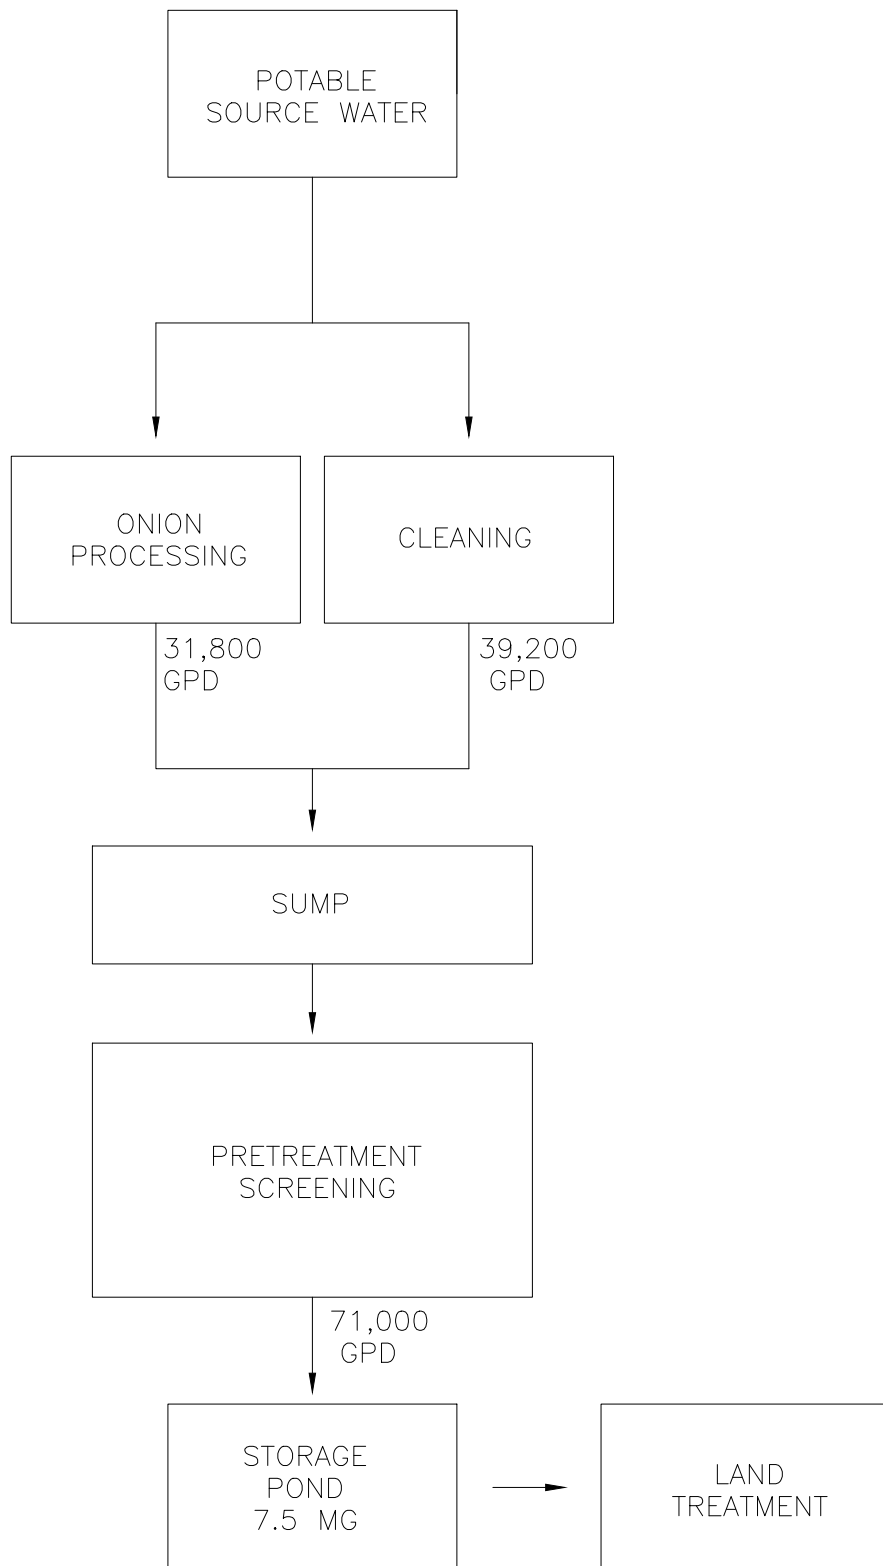 POTABLE
SOURCE WATER
ONION
PROCESSING
CLEANING
31,800
GPD
39,200
GPD
SUMP
PRETREATMENT
SCREENING
71,000
GPD
STORAGE
POND
7.5 MG
LAND
TREATMENT